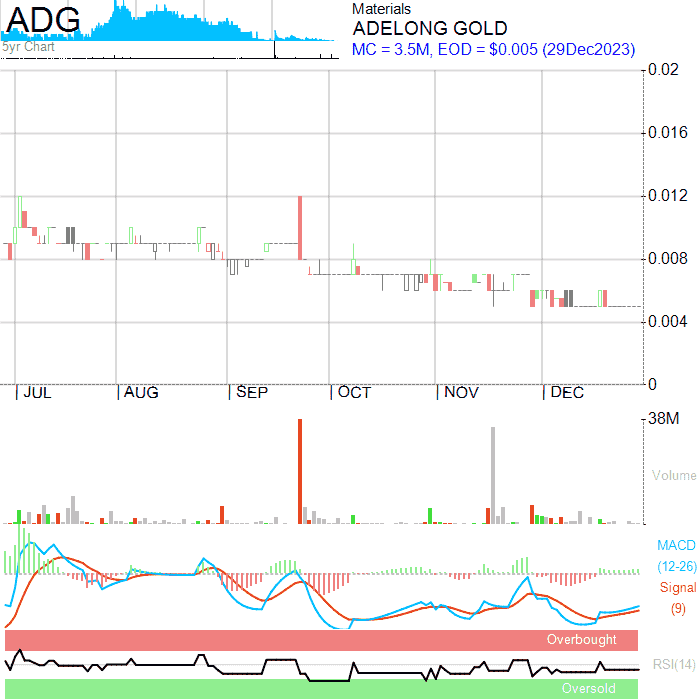 ADG
5yr Chart
Materials
ADELONG GOLD
MC = 3.5M, EOD = $0.005 (29Dec2023)
0.02
0.016
0.012
0.008
0.004
0
JUL AUG SEP OCT NOV DEC
38M
Volume
MACD
(12-26)
Signal
(9)
Overbought
RSI(14)
Oversold